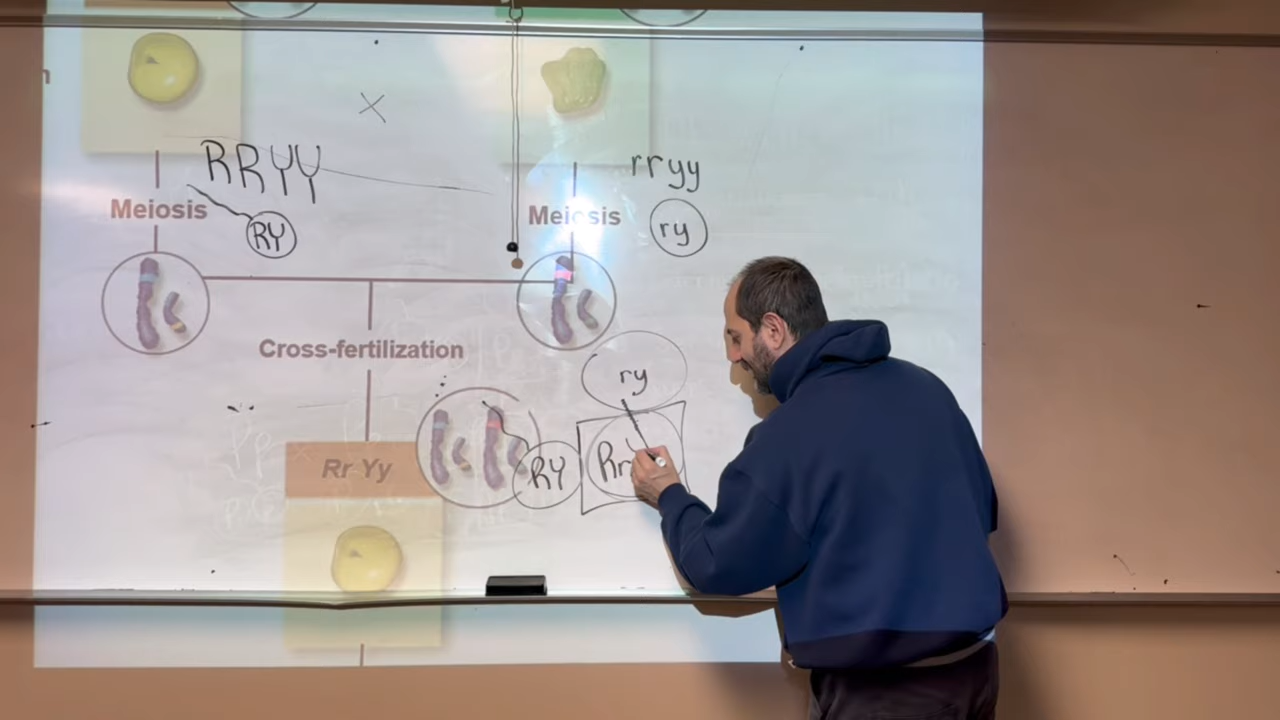 RRYY
rryy
Meiosis
Meiosis
RY
ry
Cross-fertilization
ry
Rr Yy
RY
Rr